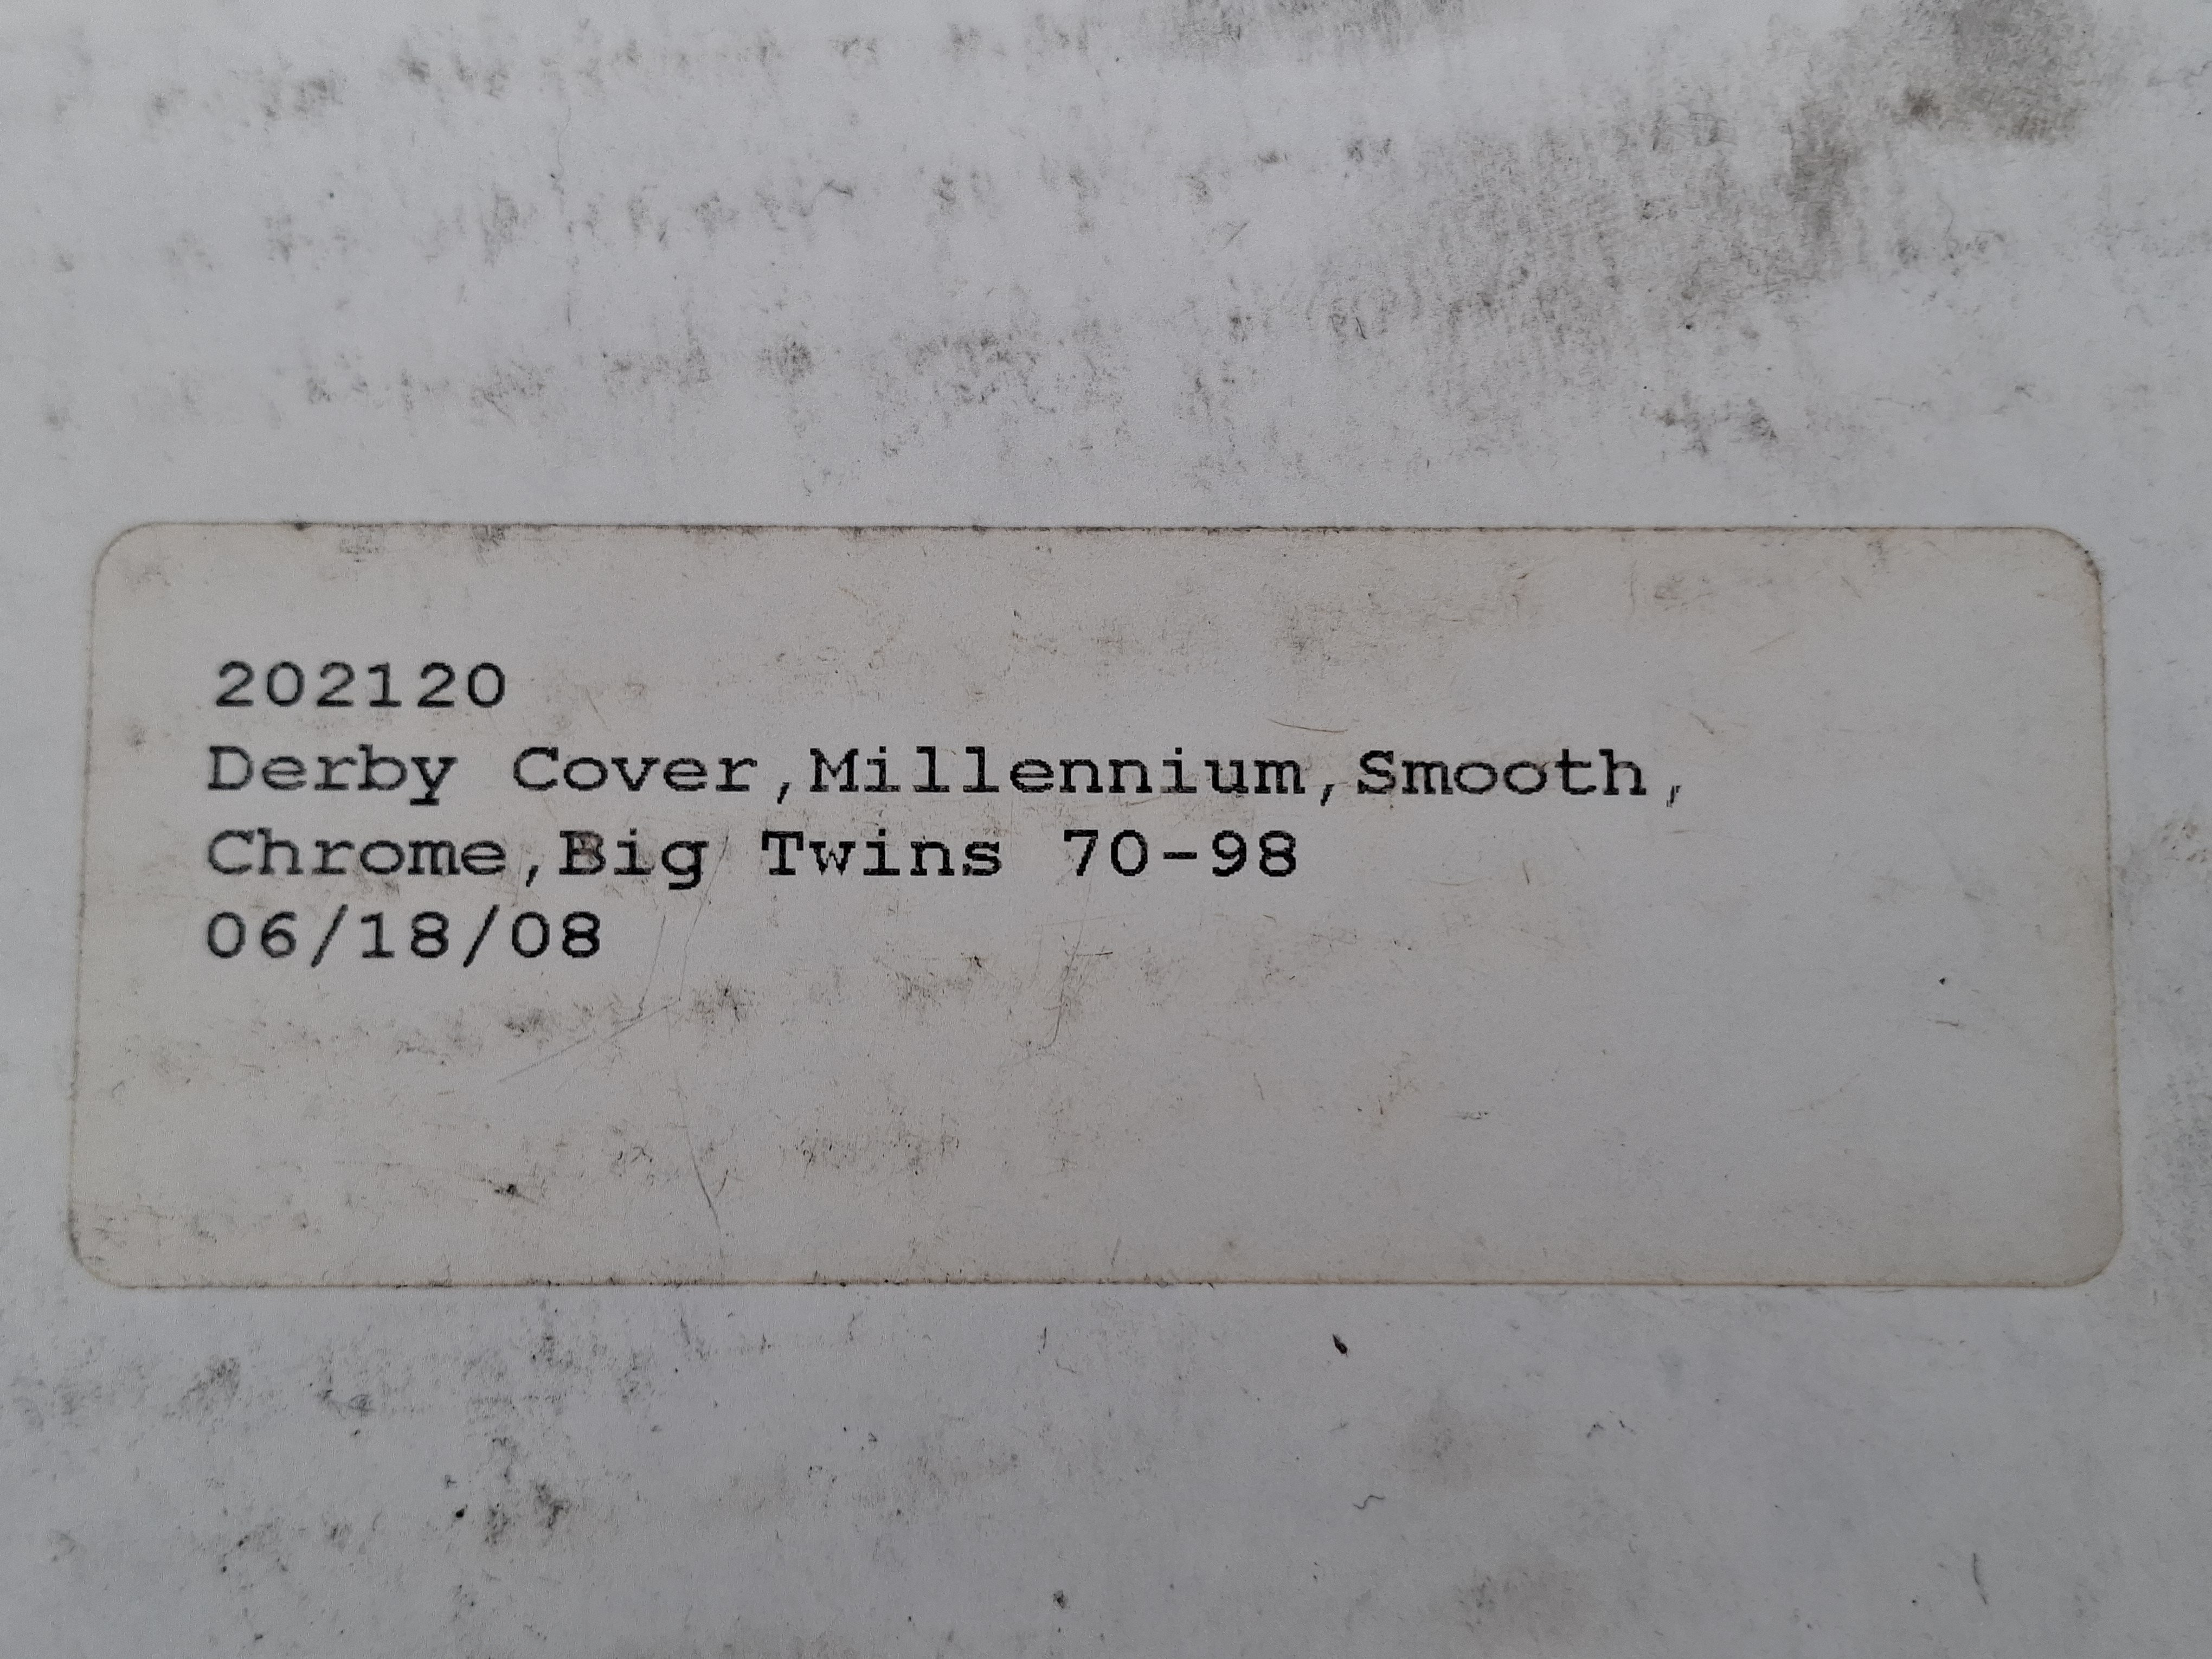 202120
Derby Cover,Millennium,Smooth,
Chrome,Big Twins 70-98
06/18/08